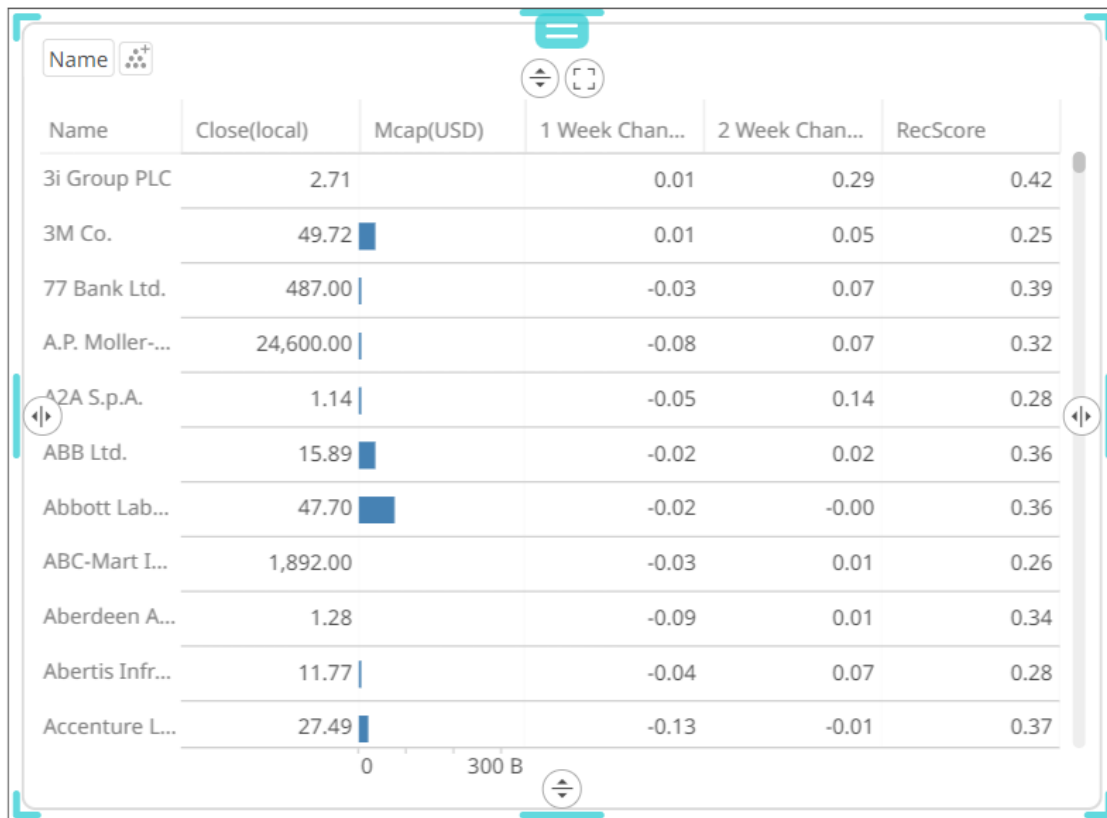 Name
Name Close(local) Mcap(USD) 1 Week Chan... 2 Week Chan... RecScore
3i Group PLC 2.71 0.01 0.29 0.42
3M Co. 49.72 0.01 0.05 0.25
77 Bank Ltd. 487.00 -0.03 0.07 0.39
A.P. Moller-... 24,600.00 -0.08 0.07 0.32
A2A S.p.A. 1.14 -0.05 0.14 0.28
ABB Ltd. 15.89 -0.02 0.02 0.36
Abbott Lab... 47.70 -0.02 -0.00 0.36
ABC-Mart I... 1,892.00 -0.03 0.01 0.26
Aberdeen A... 1.28 -0.09 0.01 0.34
Abertis Infr... 11.77 -0.04 0.07 0.28
Accenture L... 27.49 -0.13 -0.01 0.37
0 300 B